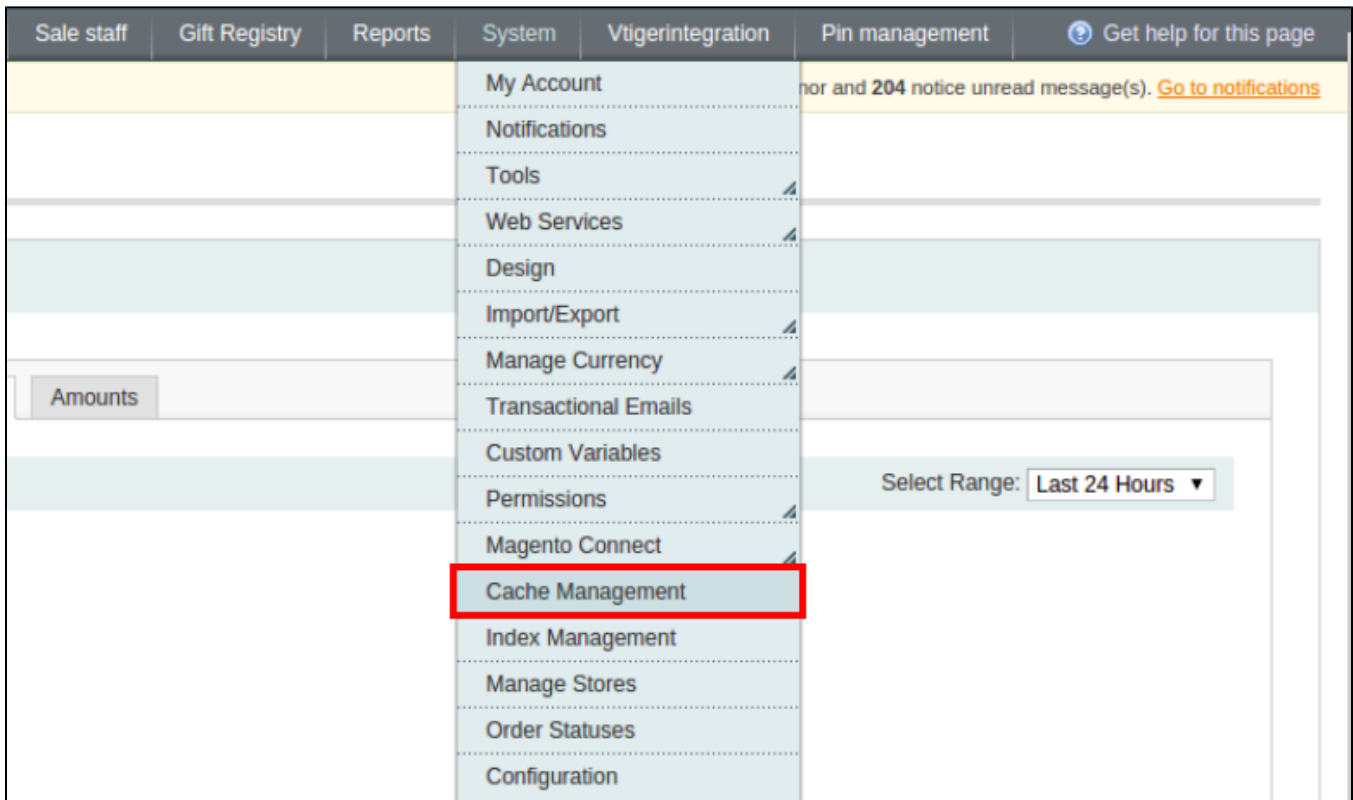 Sale staff Gift Registry Reports System Vtigerintegration Pin management Get help for this page
My Account
and 204 notice unread message(s). Go to notifications
Notifications
Tools
Web Services
Design
Import/Export
Manage Currency
Amounts
Transactional Emails
Custom Variables
Select Range: Last 24 Hours
Permissions
Magento Connect
Cache Management
Index Management
Manage Stores
Order Statuses
Configuration